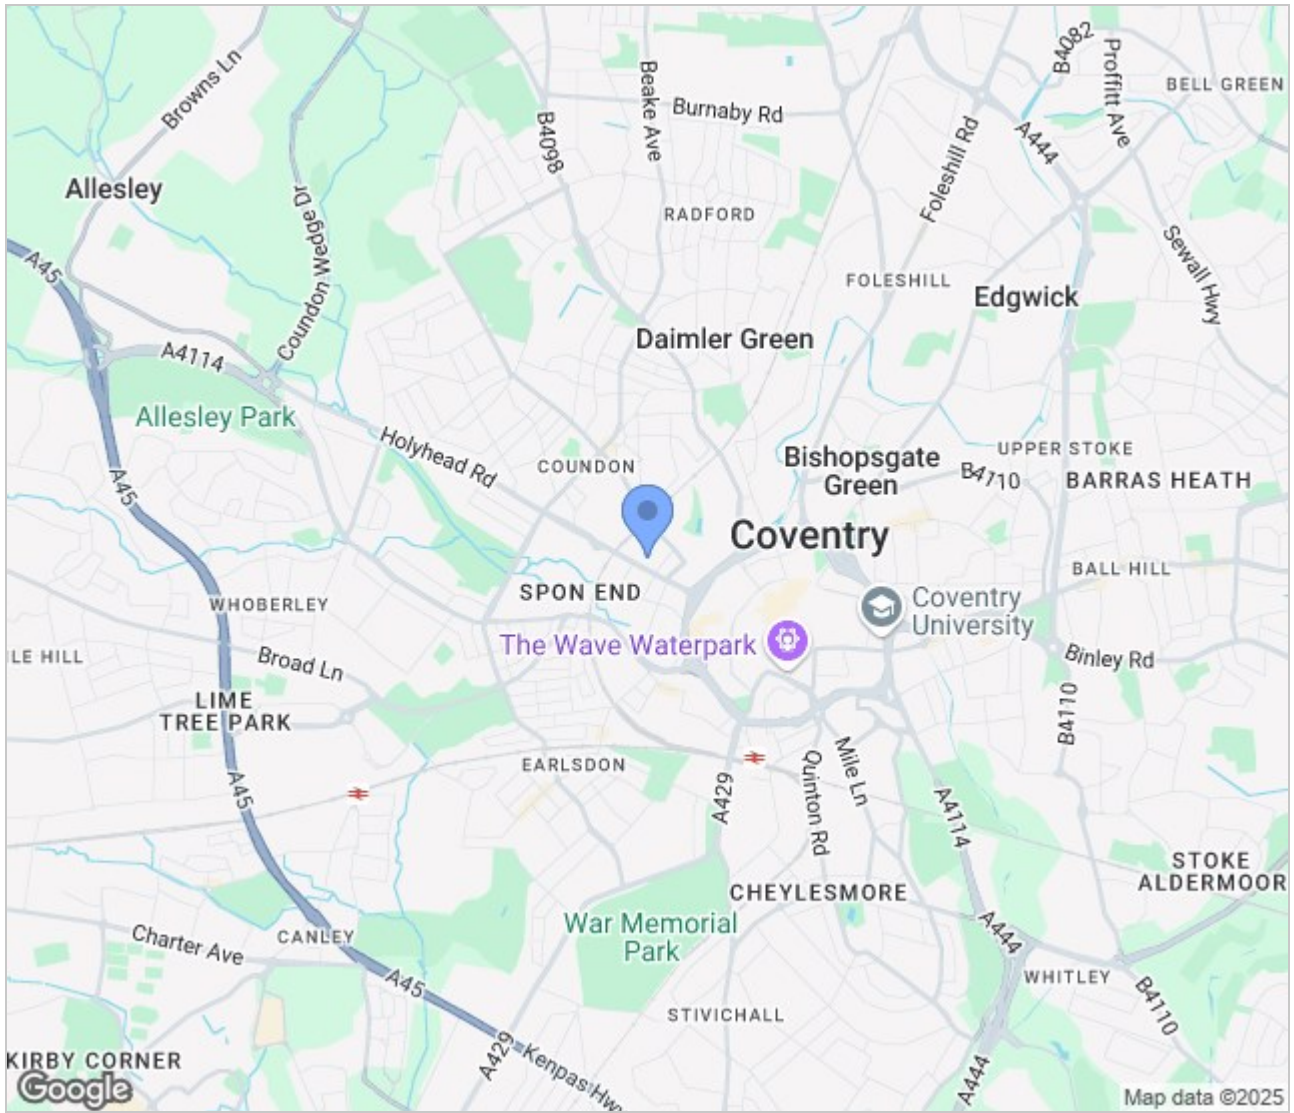 B4082
Proffitt Ave
BELL GREEN
Browns Ln
Beake Ave
Burnaby Rd
B4098
Foleshill Rd
A444
Allesley
Coundon Wedge Dr
RADFORD
Sewall Hwy
A45
FOLESHILL
Edgwick
Daimler Green
A4114
Allesley Park
Holyhead Rd
COUNDON
Bishopsgate
Green
B4110
UPPER STOKE
BARRAS HEATH
A45
Coventry
BALL HILL
SPON END
WHOBERLEY
Coventry
University
The Wave Waterpark
ILE HILL
Broad Ln
Binley Rd
LIME
TREE PARK
B4110
EARLSDON
A45
A429
Quinton Rd
Mile Ln
A4114
STOKE
ALDERMOOR
CHEYLESMORE
War Memorial
Park
Charter Ave
CANLEY
A444
WHITLEY
A45
B4110
STIVICHALL
KIRBY CORNER
A429
Kenpas Hwy
A444
Google
Map data ©2025